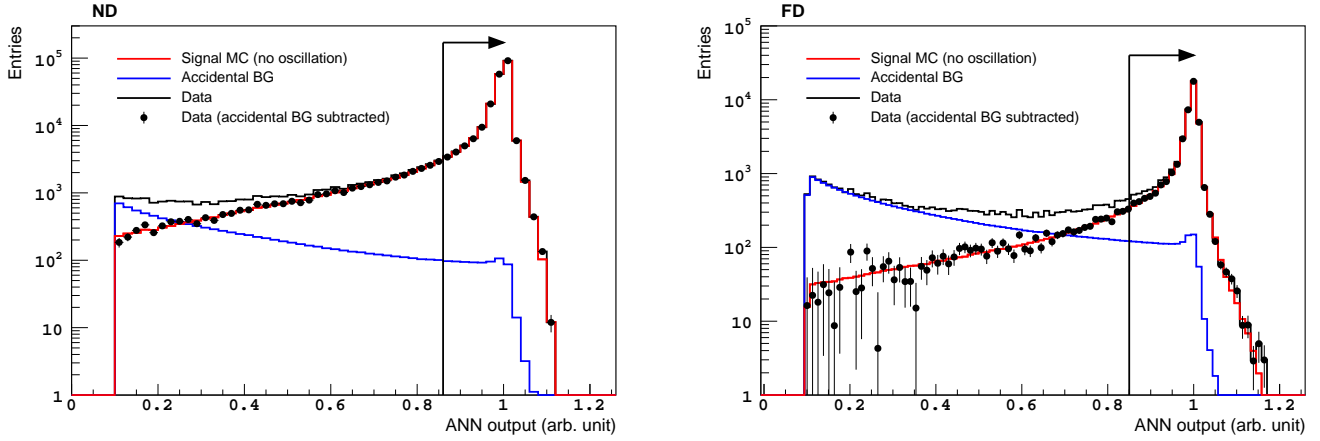 ND
Entries
10^5
10^4
10^3
10^2
10
1
Signal MC (no oscillation)
Accidental BG
Data
Data (accidental BG subtracted)
0 0.2 0.4 0.6 0.8 1 1.2
ANN output (arb. unit)
FD
Entries
10^5
10^4
10^3
10^2
10
1
Signal MC (no oscillation)
Accidental BG
Data
Data (accidental BG subtracted)
0 0.2 0.4 0.6 0.8 1 1.2
ANN output (arb. unit)